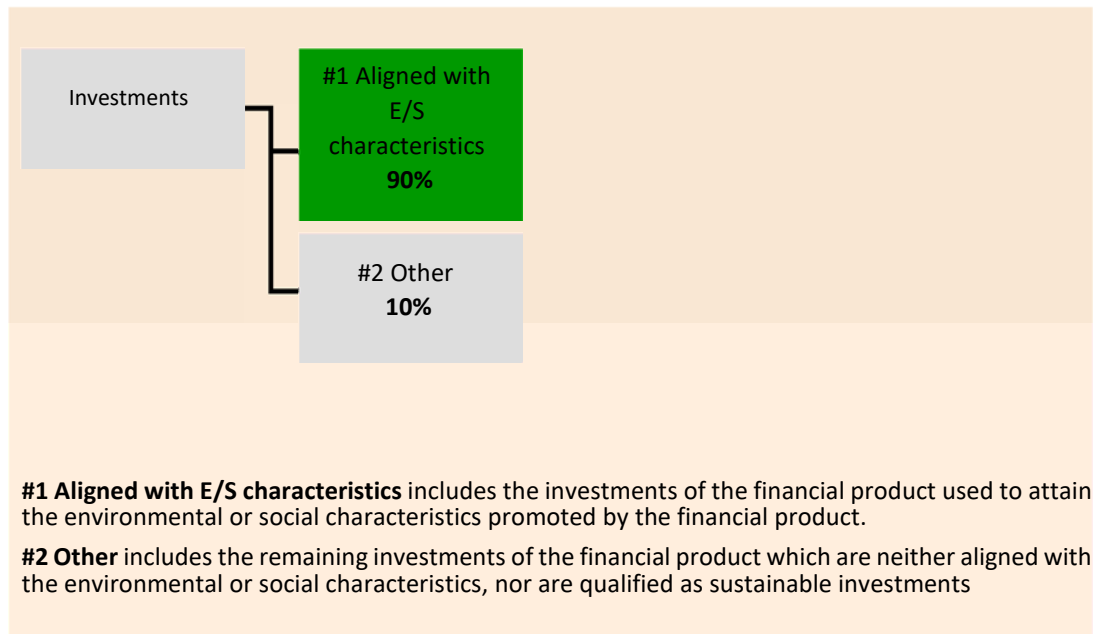 Investments
#1 Aligned with
E/S
characteristics
90%
#2 Other
10%
#1 Aligned with E/S characteristics includes the investments of the financial product used to attain
the environmental or social characteristics promoted by the financial product.
#2 Other includes the remaining investments of the financial product which are neither aligned with
the environmental or social characteristics, nor are qualified as sustainable investments